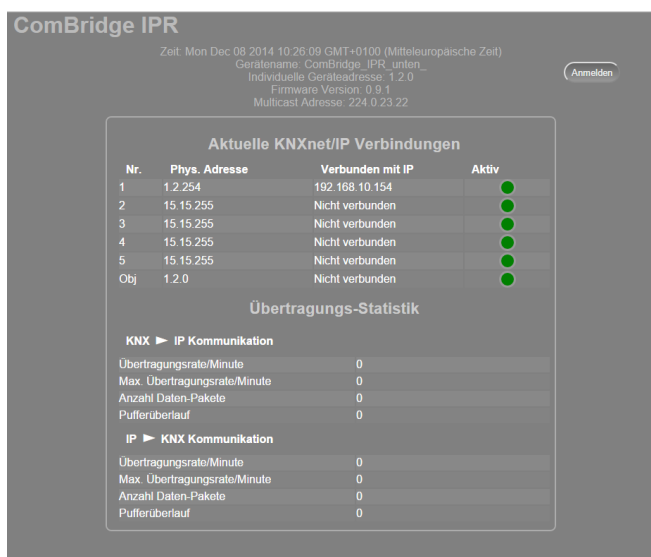 ComBridge IPR
Zeit: Mon Dec 08 2014 10:26:09 GMT+0100 (Mitteleuropäische Zeit)
Gerätename: ComBridge_IPR_unten_
Individuelle Geräteadresse: 1.2.0
Firmware Version: 0.9.1
Multicast Adresse: 224.0.23.22
Anmelden
Aktuelle KNXnet/IP Verbindungen
Nr. Phys. Adresse Verbunden mit IP Aktiv
1 1.2.254 192.168.10.154
2 15.15.255 Nicht verbunden
3 15.15.255 Nicht verbunden
4 15.15.255 Nicht verbunden
5 15.15.255 Nicht verbunden
Obj 1.2.0 Nicht verbunden
Übertragungs-Statistik
KNX ► IP Kommunikation
Übertragungsrate/Minute 0
Max. Übertragungsrate/Minute 0
Anzahl Daten-Pakete 0
Pufferüberlauf 0
IP ► KNX Kommunikation
Übertragungsrate/Minute 0
Max. Übertragungsrate/Minute 0
Anzahl Daten-Pakete 0
Pufferüberlauf 0